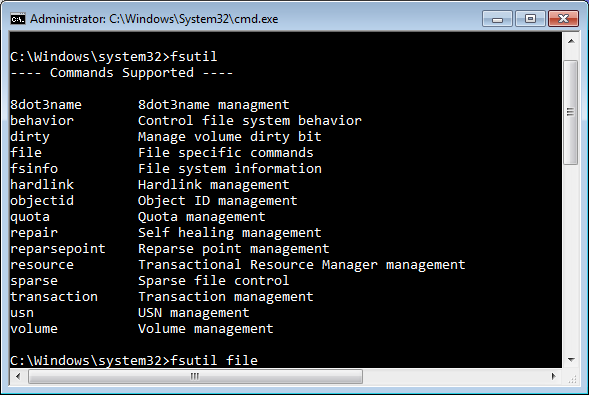 Administrator: C:\Windows\System32\cmd.exe
C:\Windows\system32>fsutil
---- Commands Supported ----
8dot3name       8dot3name managment
behavior        Control file system behavior
dirty           Manage volume dirty bit
file            File specific commands
fsinfo          File system information
hardlink        Hardlink management
objectid        Object ID management
quota           Quota management
repair          Self healing management
reparsepoint    Reparse point management
resource        Transactional Resource Manager management
sparse          Sparse file control
transaction     Transaction management
usn             USN management
volume          Volume management
C:\Windows\system32>fsutil file